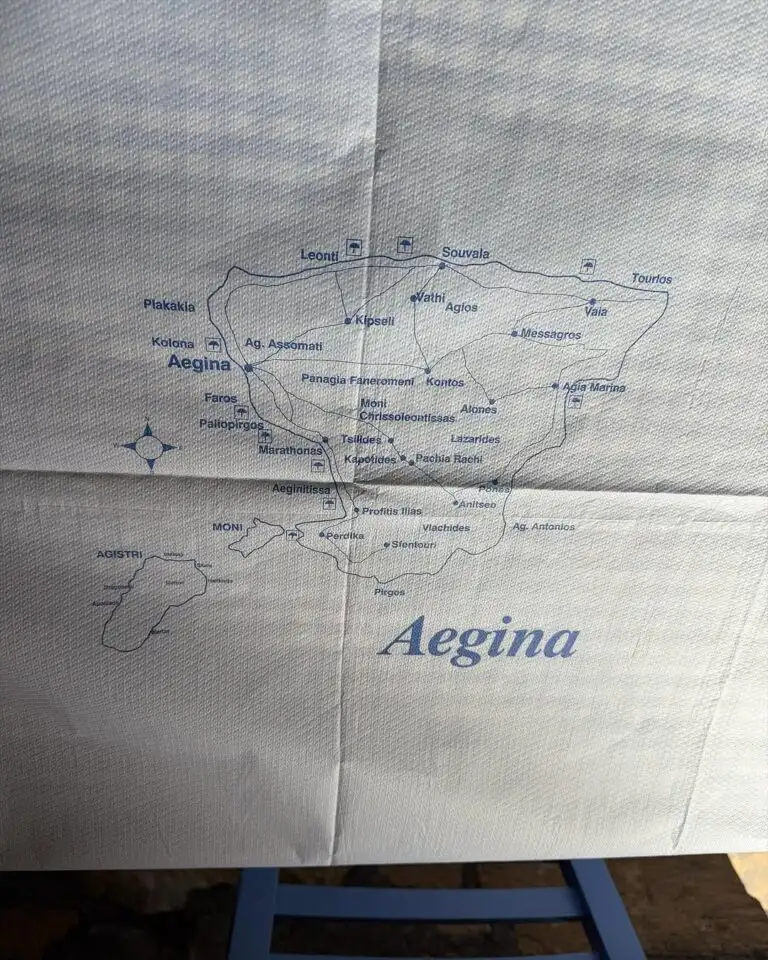 Leonti
Souvala
Tourlos
Plakakia
Vathi
Agios
Vaia
Kipseli
Messagros
Kolona
Ag. Assomati
Aegina
Panagia Faneromeni
Kontos
Agia Marina
Faros
Moni
Chrissoleontissas
Alones
Paliopirgos
N
Marathonas
Tsilides
Lazarides
Kapotides
Pachia Rachi
Aeginitissa
Pones
Anitseo
Profitis Ilias
MONI
Perdika
Vlachides
Ag. Antonios
Sfentouri
AGISTRI
Pirgos
Aegina